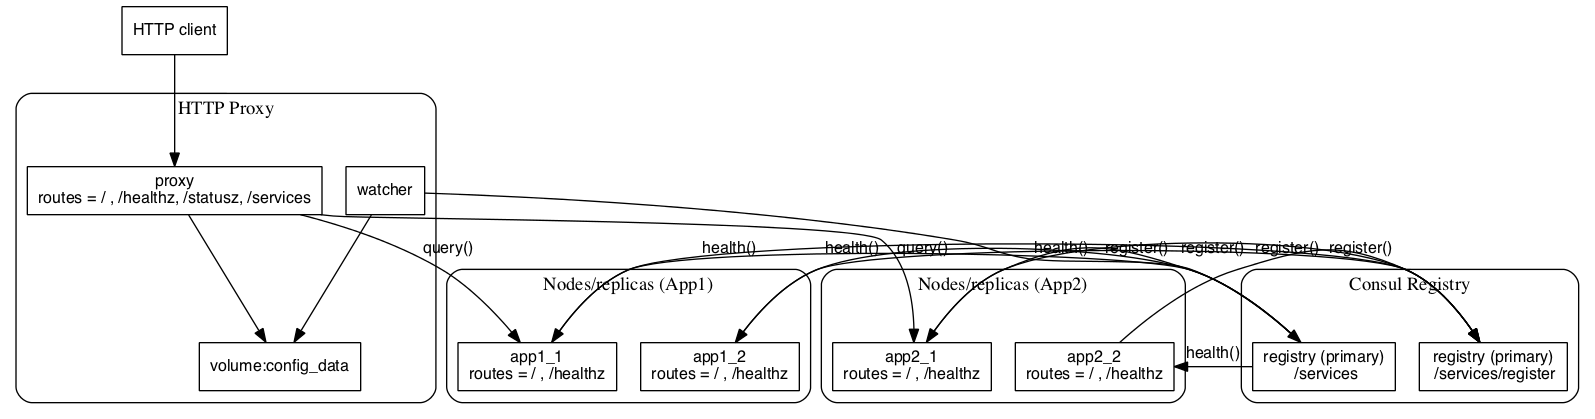 HTTP client
HTTP Proxy
proxy
routes = / , /healthz, /statusz, /services
watcher
query()
health()
health()
query()
health()
register()
register()
register()
register()
Nodes/replicas (App1)
Nodes/replicas (App2)
Consul Registry
health()
volume:config_data
app1_1
routes = / , /healthz
app1_2
routes = / , /healthz
app2_1
routes = / , /healthz
app2_2
routes = / , /healthz
registry (primary)
/services
registry (primary)
/services/register